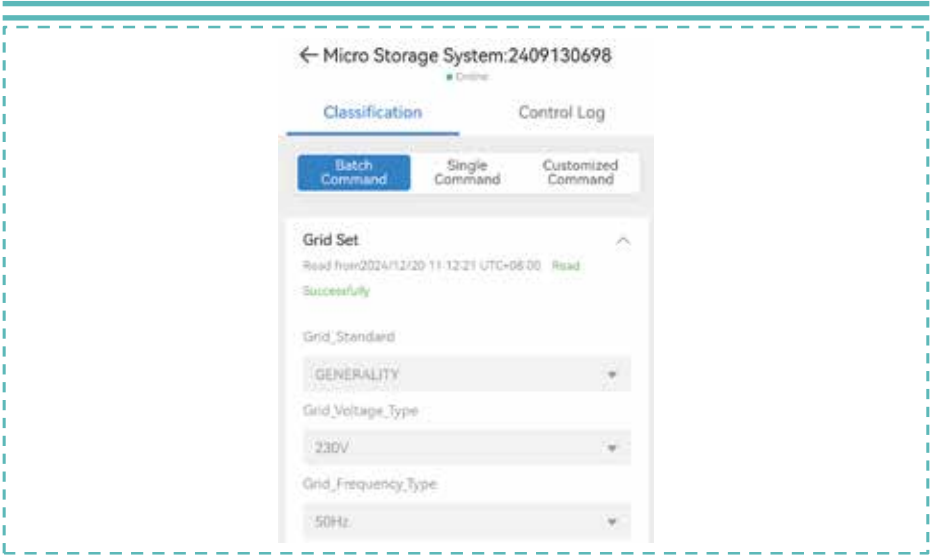 ← Micro Storage System:2409130698
Online
Classification Control Log
Batch Command Single Command Customized Command
Grid Set
Read from2024/12/20 11:12:21 UTC+08:00 Read
Successfully
Grid_Standard
GENERALITY
Grid_Voltage_Type
230V
Grid_Frequency_Type
50Hz